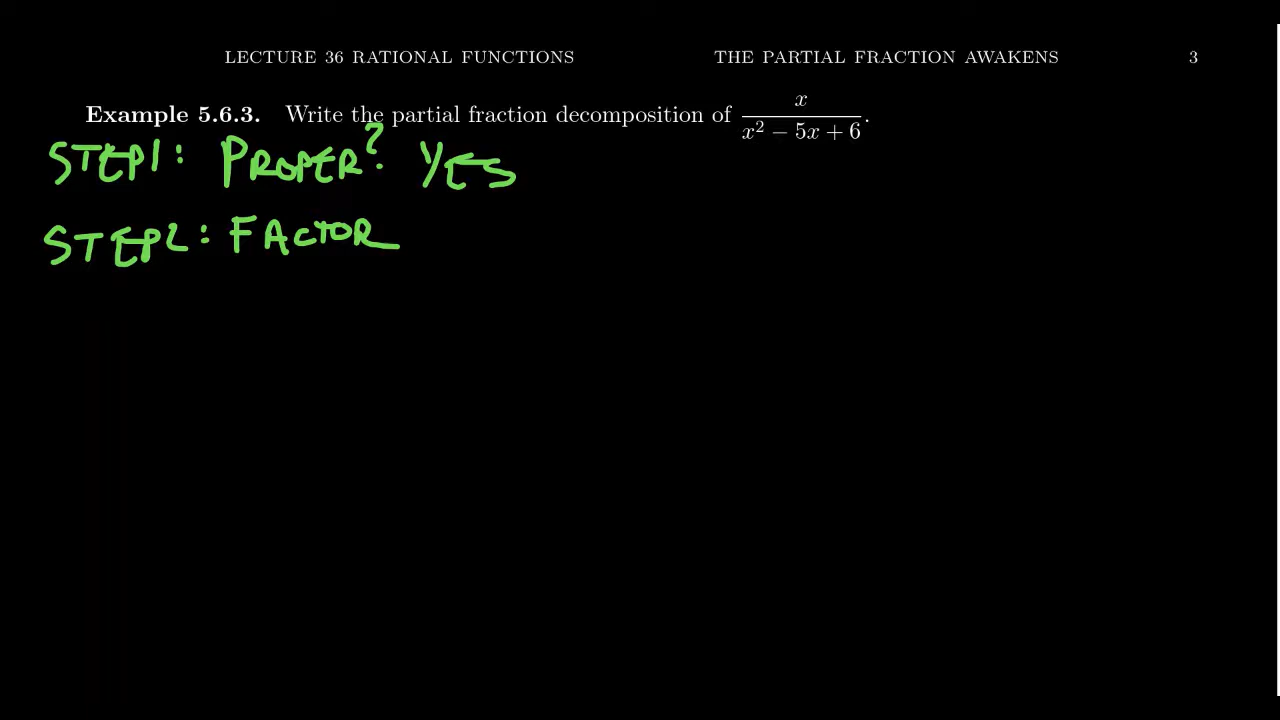 LECTURE 36 RATIONAL FUNCTIONS THE PARTIAL FRACTION AWAKENS 3
Example 5.6.3. Write the partial fraction decomposition of x/(x² − 5x + 6).
STEP1: PROPER? YES
STEP2: FACTOR